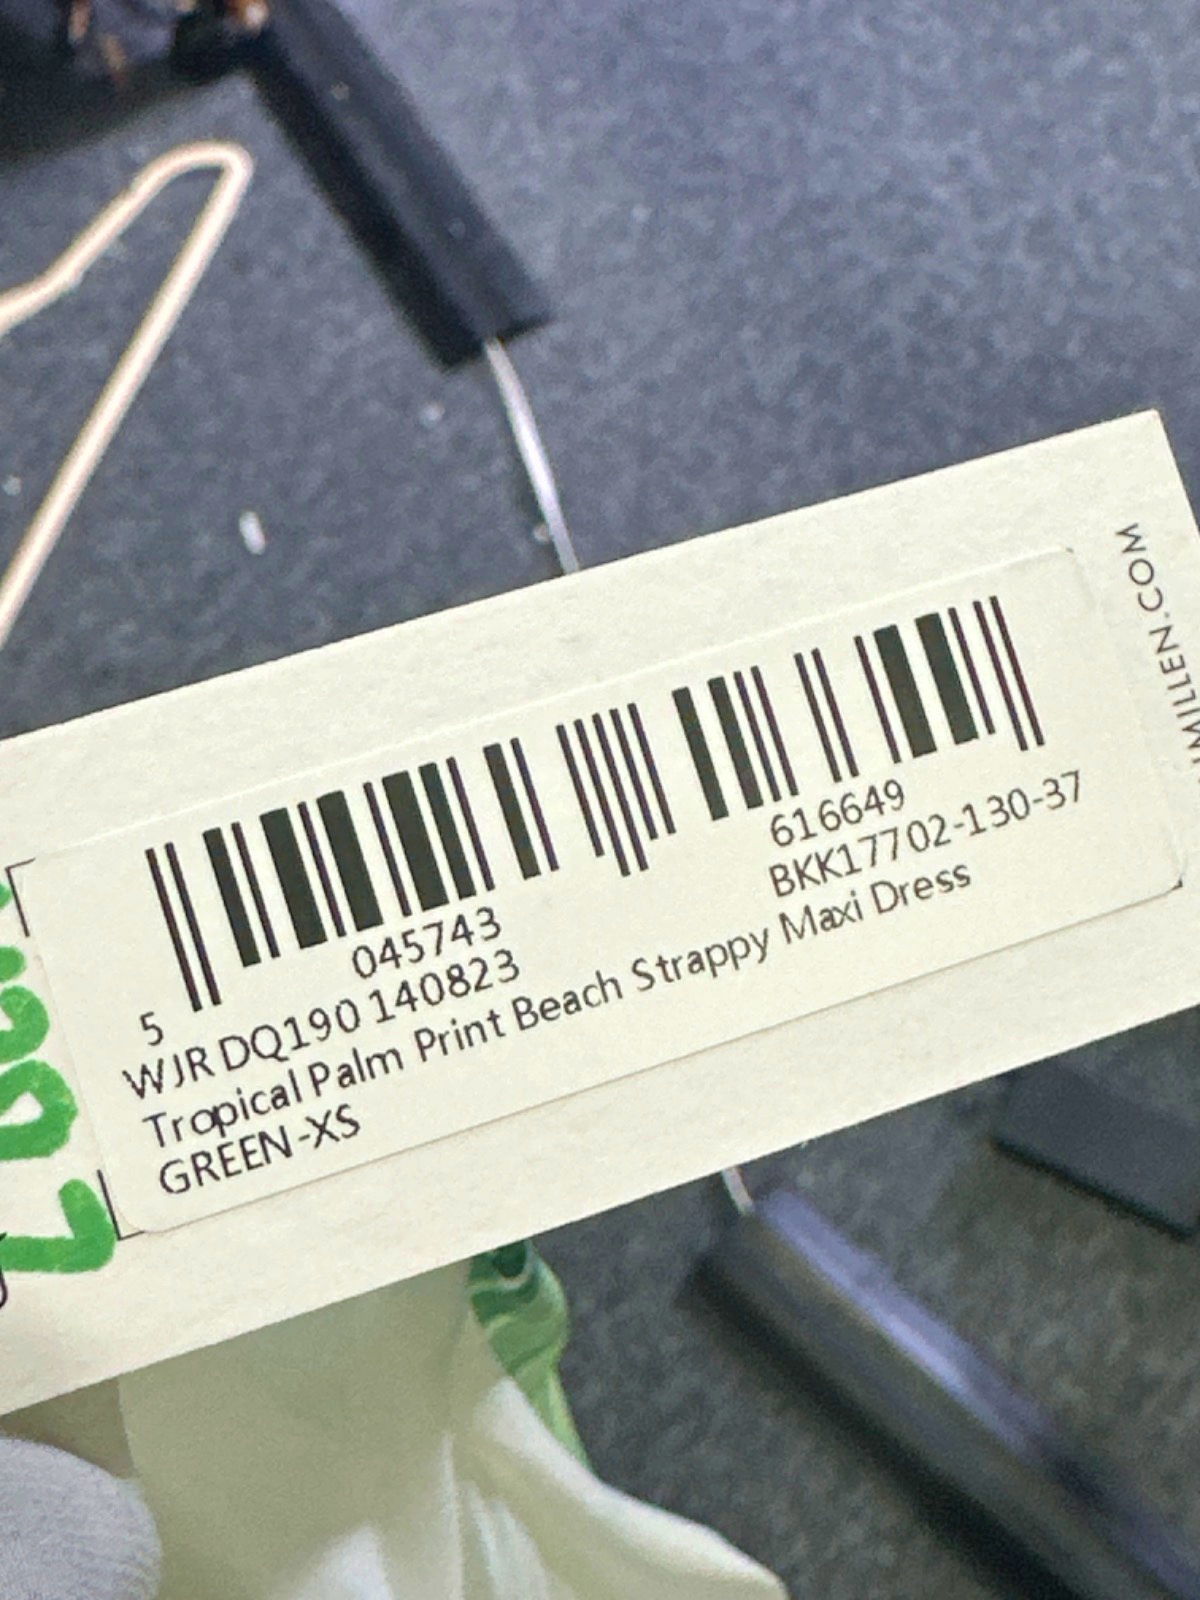 MILLEN.COM
5 045743 616649
WJR DQ190 140823 BKK17702-130-37
Tropical Palm Print Beach Strappy Maxi Dress
GREEN-XS